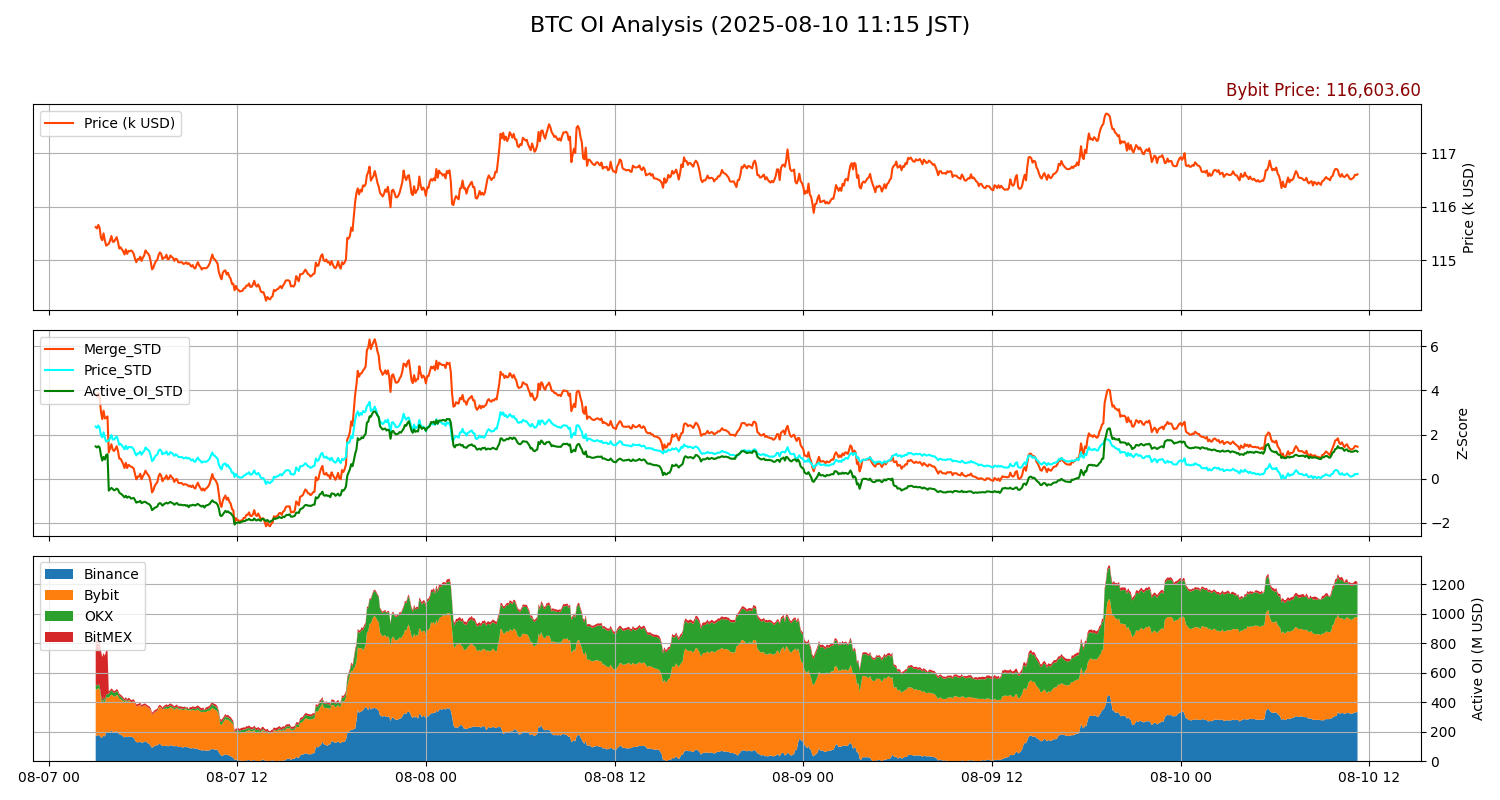 BTC OI Analysis (2025-08-10 11:15 JST)
Bybit Price: 116,603.60
Price (k USD)
117
116
115
Price (k USD)
Merge_STD
Price_STD
Active_OI_STD
6
4
2
0
−2
Z-Score
Binance
Bybit
OKX
BitMEX
1200
1000
800
600
400
200
0
Active OI (M USD)
08-07 00
08-07 12
08-08 00
08-08 12
08-09 00
08-09 12
08-10 00
08-10 12